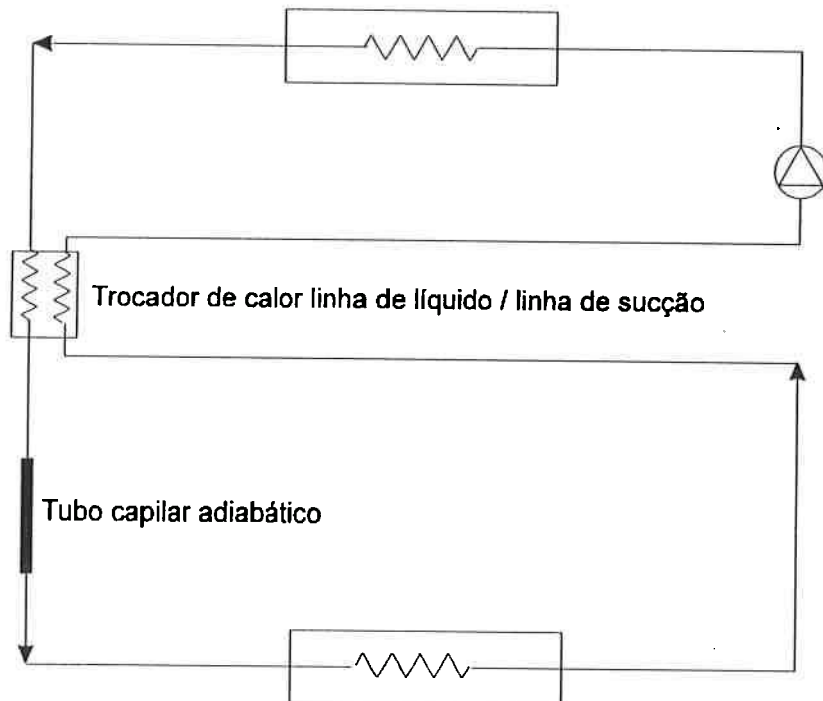 Trocador de calor linha de líquido / linha de sucção
Tubo capilar adiabático